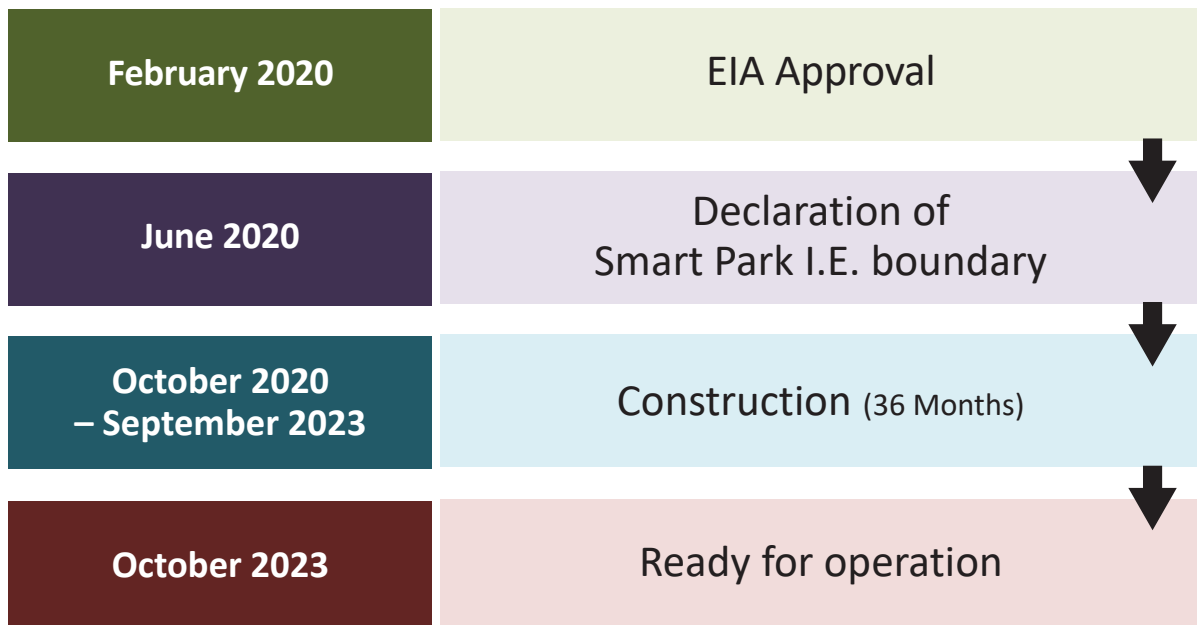 February 2020
EIA Approval
June 2020
Declaration of
Smart Park I.E. boundary
October 2020
– September 2023
Construction (36 Months)
October 2023
Ready for operation